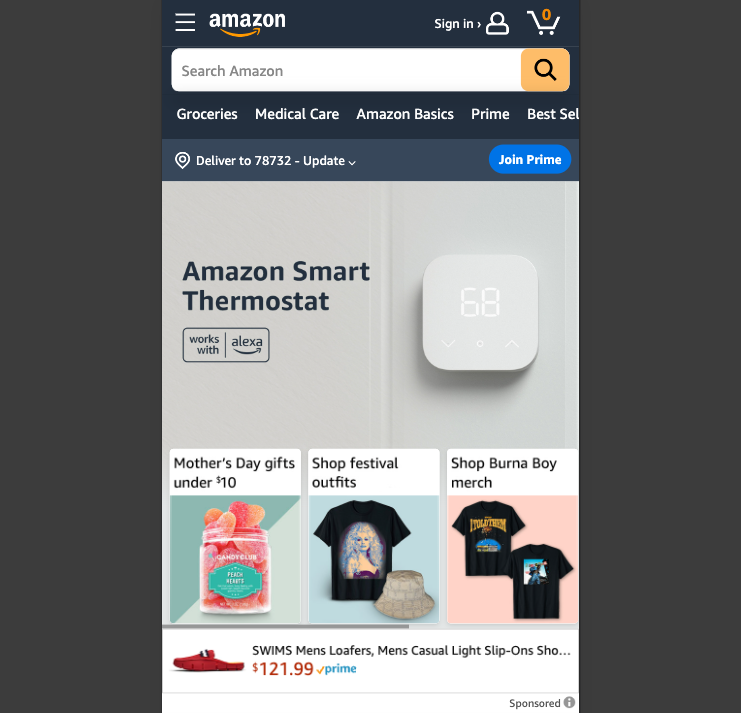 amazon
Sign in ›
0
Search Amazon
Groceries Medical Care Amazon Basics Prime Best Sel
Deliver to 78732 - Update
Join Prime
Amazon Smart
Thermostat
68
works
with
alexa
Mother's Day gifts
under $10
Shop festival
outfits
Shop Burna Boy
merch
CANDY CLUB
PEACH
HEARTS
I TOLD THEM
SWIMS Mens Loafers, Mens Casual Light Slip-Ons Sho...
$121.99 prime
Sponsored